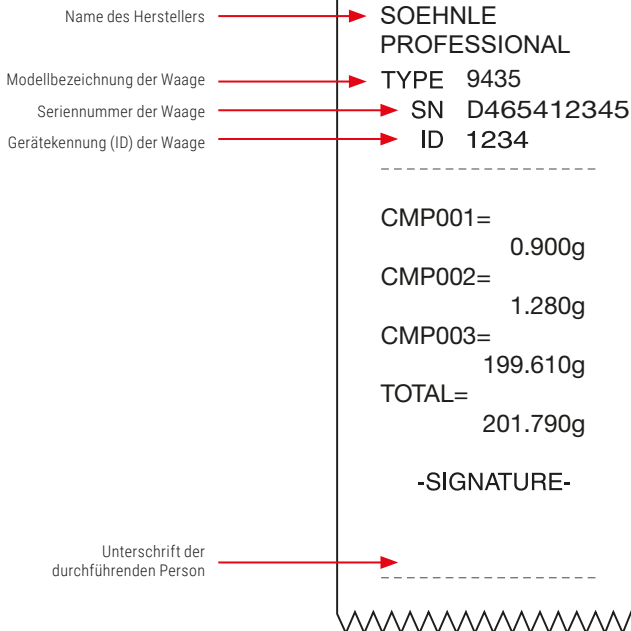 Name des Herstellers
SOEHNLE
PROFESSIONAL
Modellbezeichnung der Waage
TYPE 9435
Seriennummer der Waage
SN D465412345
Gerätekennung (ID) der Waage
ID 1234
CMP001=
0.900g
CMP002=
1.280g
CMP003=
199.610g
TOTAL=
201.790g
-SIGNATURE-
Unterschrift der
durchführenden Person